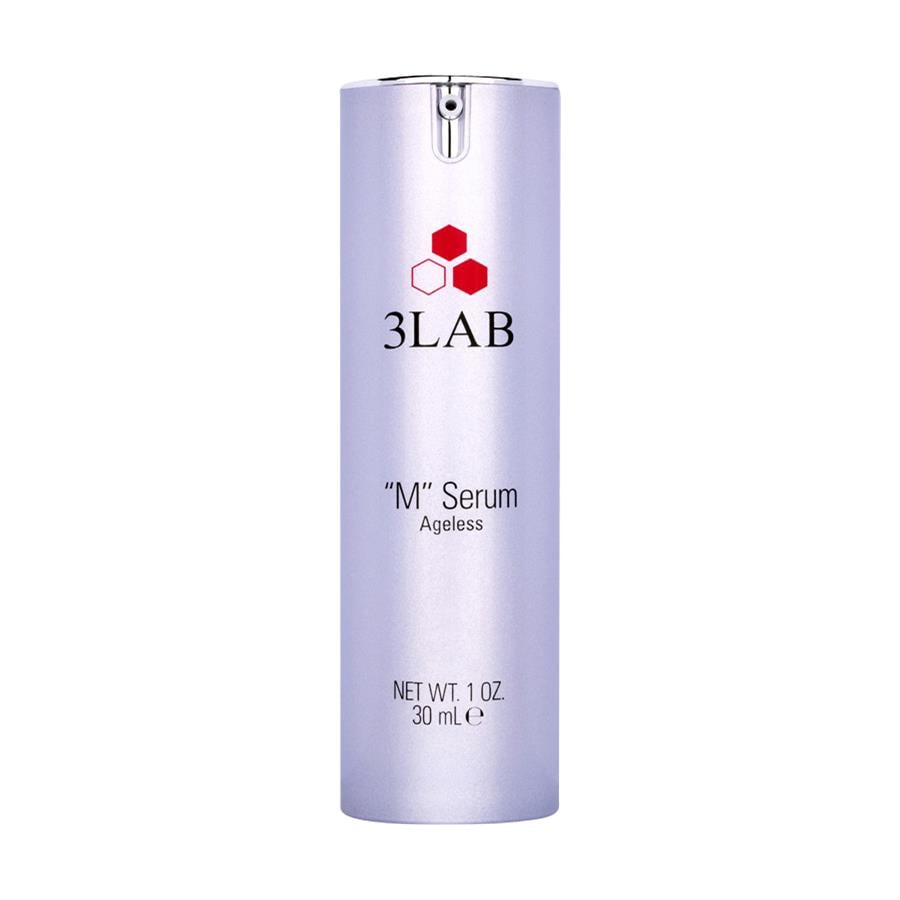 3LAB
“M” Serum
Ageless
NET WT. 1 OZ.
30 mL ℮